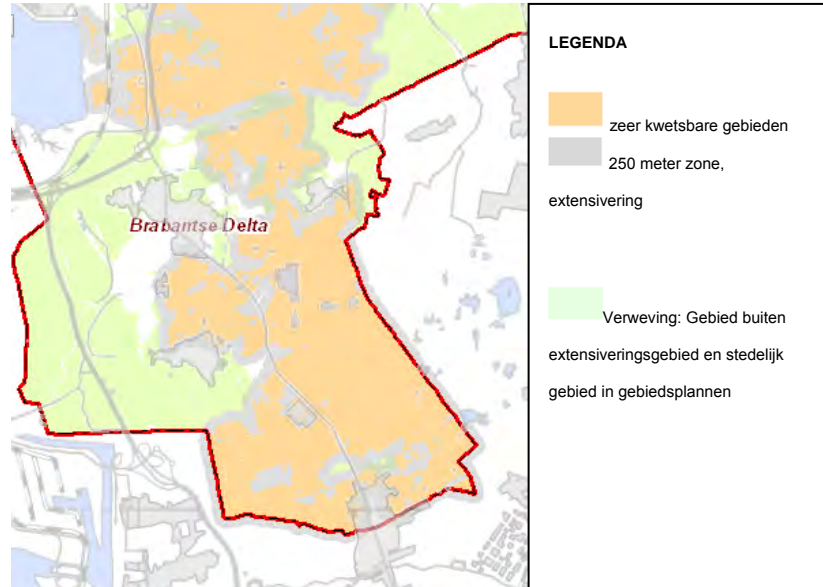 Brabantse Delta
LEGENDA
zeer kwetsbare gebieden
250 meter zone,
extensivering
Verweving: Gebied buiten
extensiveringsgebied en stedelijk
gebied in gebiedsplannen